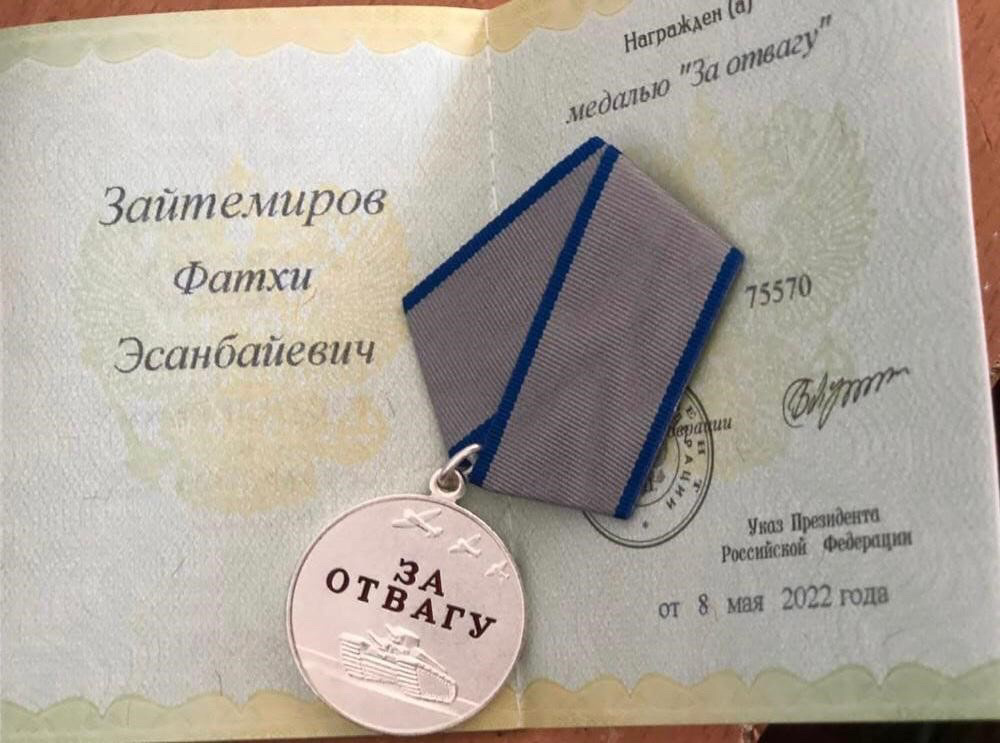 Зайтемиров
Фатхи
Эсанбайевич
Награжден (а)
медалью "За отвагу"
75570
Указ Президента
Российской Федерации
от 8 мая 2022 года
ЗА
ОТВАГУ